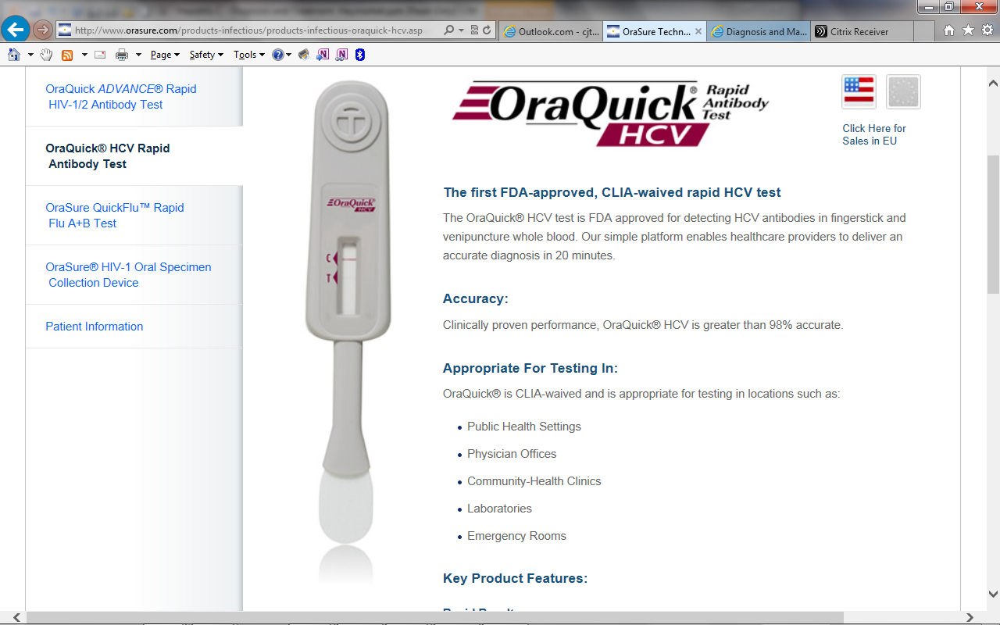 http://www.orasure.com/products-infectious/products-infectious-oraquick-hcv.asp
Outlook.com - cjt...
OraSure Techn...
Diagnosis and Ma...
Citrix Receiver
Page
Safety
Tools
OraQuick ADVANCE® Rapid
HIV-1/2 Antibody Test
OraQuick® HCV Rapid
Antibody Test
OraSure QuickFlu™ Rapid
Flu A+B Test
OraSure® HIV-1 Oral Specimen
Collection Device
Patient Information
OraQuick
HCV
C
T
OraQuick®
HCV
Rapid
Antibody
Test
Click Here for
Sales in EU
The first FDA-approved, CLIA-waived rapid HCV test
The OraQuick® HCV test is FDA approved for detecting HCV antibodies in fingerstick and
venipuncture whole blood. Our simple platform enables healthcare providers to deliver an
accurate diagnosis in 20 minutes.
Accuracy:
Clinically proven performance, OraQuick® HCV is greater than 98% accurate.
Appropriate For Testing In:
OraQuick® is CLIA-waived and is appropriate for testing in locations such as:
Public Health Settings
Physician Offices
Community-Health Clinics
Laboratories
Emergency Rooms
Key Product Features: